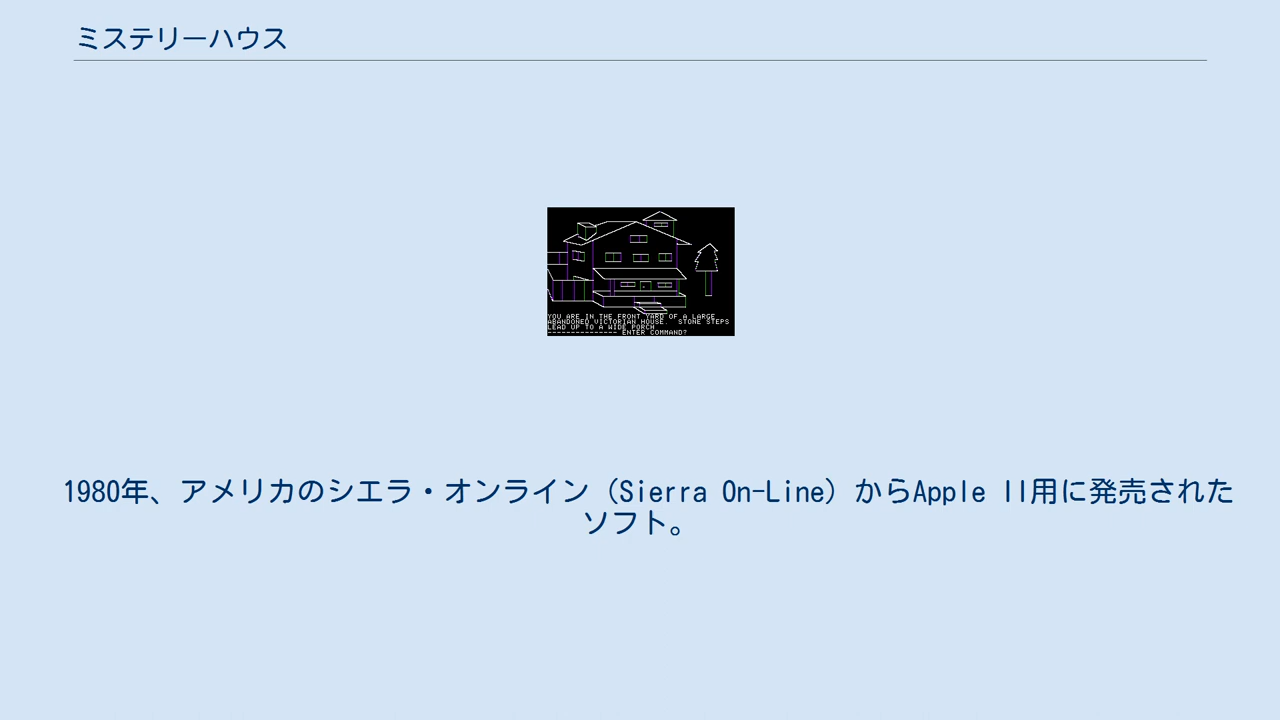 ミステリーハウス
YOU ARE IN THE FRONT YARD OF A LARGE
ABANDONED VICTORIAN HOUSE. STONE STEPS
LEAD UP TO A WIDE PORCH
--------------- ENTER COMMAND?
1980年、アメリカのシエラ・オンライン（Sierra On-Line）からApple II用に発売された
ソフト。